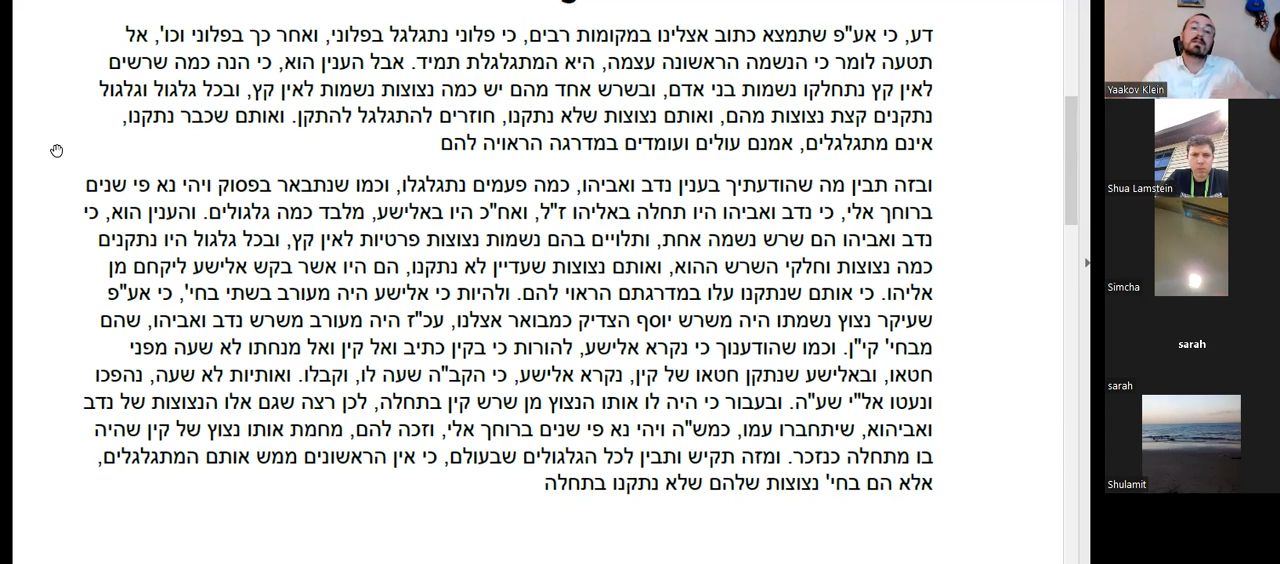 דע, כי אע"פ שתמצא כתוב אצלינו במקומות רבים, כי פלוני נתגלגל בפלוני, ואחר כך בפלוני וכו', אל
תטעה לומר כי הנשמה הראשונה עצמה, היא המתגלגלת תמיד. אבל הענין הוא, כי הנה כמה שרשים
לאין קץ נתחלקו נשמות בני אדם, ובשרש אחד מהם יש כמה נצוצות נשמות לאין קץ, ובכל גלגול וגלגול
נתקנים קצת נצוצות מהם, ואותם נצוצות שלא נתקנו, חוזרים להתגלגל להתקן. ואותם שכבר נתקנו,
אינם מתגלגלים, אמנם עולים ועומדים במדרגה הראויה להם
ובזה תבין מה שהודעתיך בענין נדב ואביהו, כמה פעמים נתגלגלו, וכמו שנתבאר בפסוק ויהי נא פי שנים
ברוחך אלי, כי נדב ואביהו היו תחלה באליהו ז"ל, ואח"כ היו באלישע, מלבד כמה גלגולים. והענין הוא, כי
נדב ואביהו הם שרש נשמה אחת, ותלויים בהם נשמות נצוצות פרטיות לאין קץ, ובכל גלגול היו נתקנים
כמה נצוצות וחלקי השרש ההוא, ואותם נצוצות שעדיין לא נתקנו, הם היו אשר בקש אלישע ליקחם מן
אליהו. כי אותם שנתקנו עלו במדרגתם הראוי להם. ולהיות כי אלישע היה מעורב בשתי בחי', כי אע"פ
שעיקר נצוץ נשמתו היה משרש יוסף הצדיק כמבואר אצלנו, עכ"ז היה מעורב משרש נדב ואביהו, שהם
מבחי' קי"ן. וכמו שהודענוך כי נקרא אלישע, להורות כי בקין כתיב ואל קין ואל מנחתו לא שעה מפני
חטאו, ובאלישע שנתקן חטאו של קין, נקרא אלישע, כי הקב"ה שעה לו, וקבלו. ואותיות לא שעה, נהפכו
ונעטו אל"י שע"ה. ובעבור כי היה לו אותו הנצוץ מן שרש קין בתחלה, לכן רצה שגם אלו הנצוצות של נדב
ואביהוא, שיתחברו עמו, כמש"ה ויהי נא פי שנים ברוחך אלי, וזכה להם, מחמת אותו נצוץ של קין שהיה
בו מתחלה כנזכר. ומזה תקיש ותבין לכל הגלגולים שבעולם, כי אין הראשונים ממש אותם המתגלגלים,
אלא הם בחי' נצוצות שלהם שלא נתקנו בתחלה
Yaakov Klein
Shua Lamstein
Simcha
sarah
sarah
Shulamit